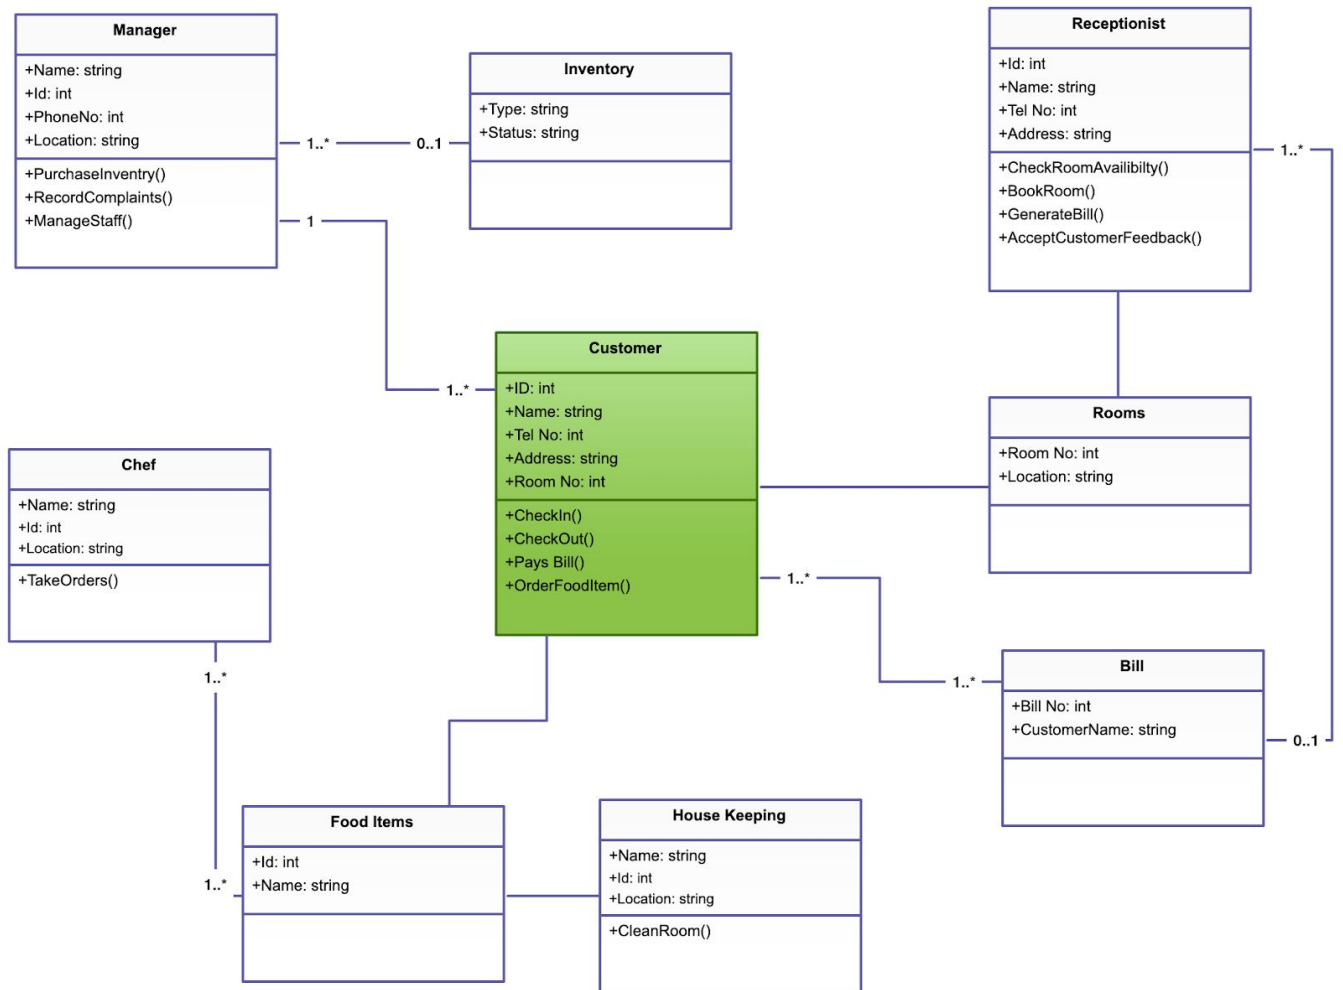 Manager
+Name: string
+Id: int
+PhoneNo: int
+Location: string
+PurchaseInventry()
+RecordComplaints()
+ManageStaff()
1..*
0..1
1
Inventory
+Type: string
+Status: string
Receptionist
+Id: int
+Name: string
+Tel No: int
+Address: string
+CheckRoomAvailibilty()
+BookRoom()
+GenerateBill()
+AcceptCustomerFeedback()
1..*
Customer
+ID: int
+Name: string
+Tel No: int
+Address: string
+Room No: int
+CheckIn()
+CheckOut()
+Pays Bill()
+OrderFoodItem()
1..*
1..*
Rooms
+Room No: int
+Location: string
Chef
+Name: string
+Id: int
+Location: string
+TakeOrders()
1..*
1..*
Bill
+Bill No: int
+CustomerName: string
1..*
0..1
Food Items
+Id: int
+Name: string
House Keeping
+Name: string
+Id: int
+Location: string
+CleanRoom()